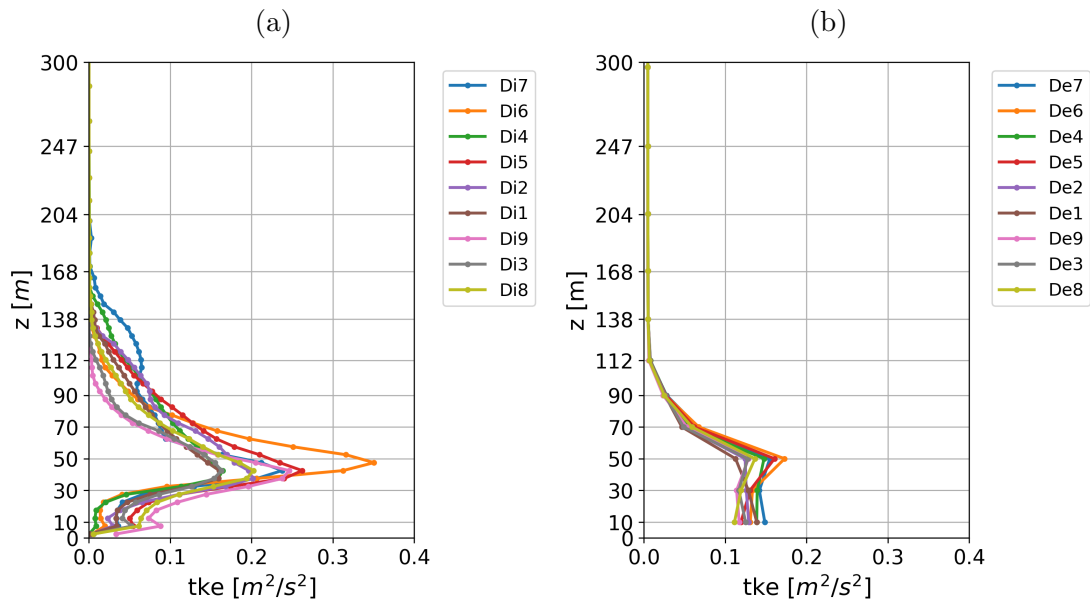 (a)
(b)
300
247
204
168
138
112
90
70
50
30
10
0
z [m]
0.0
0.1
0.2
0.3
0.4
tke [m²/s²]
Di7
Di6
Di4
Di5
Di2
Di1
Di9
Di3
Di8
300
247
204
168
138
112
90
70
50
30
10
0
z [m]
0.0
0.1
0.2
0.3
0.4
tke [m²/s²]
De7
De6
De4
De5
De2
De1
De9
De3
De8